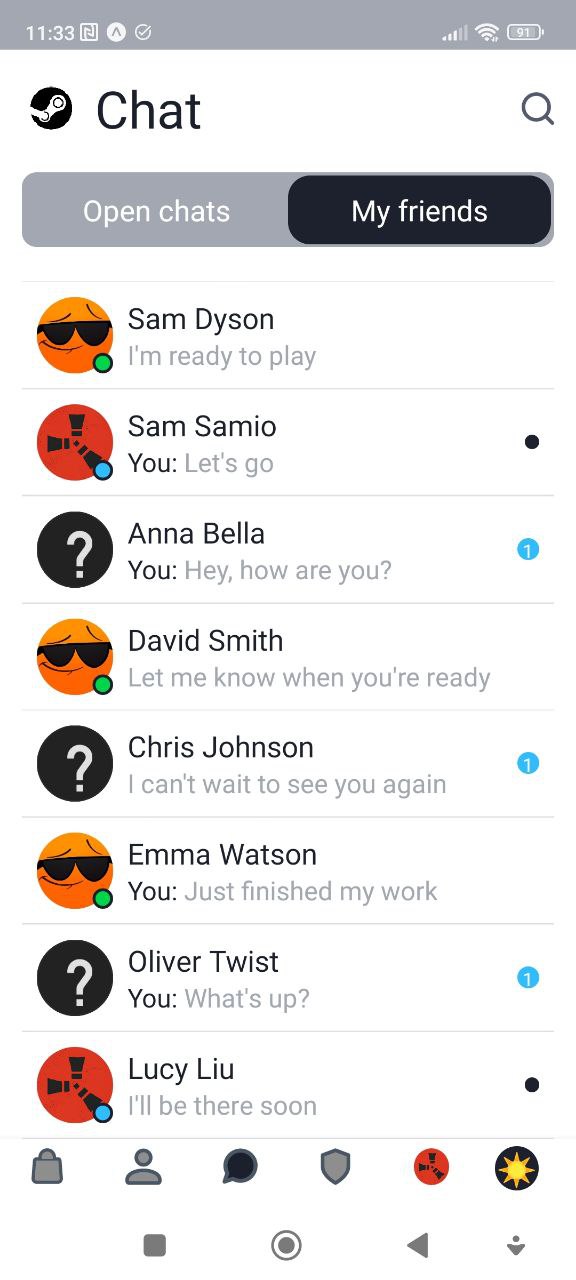 11:33
91
Chat
Open chats
My friends
Sam Dyson
I'm ready to play
Sam Samio
You: Let's go
Anna Bella
You: Hey, how are you?
1
David Smith
Let me know when you're ready
Chris Johnson
I can't wait to see you again
1
Emma Watson
You: Just finished my work
Oliver Twist
You: What's up?
1
Lucy Liu
I'll be there soon